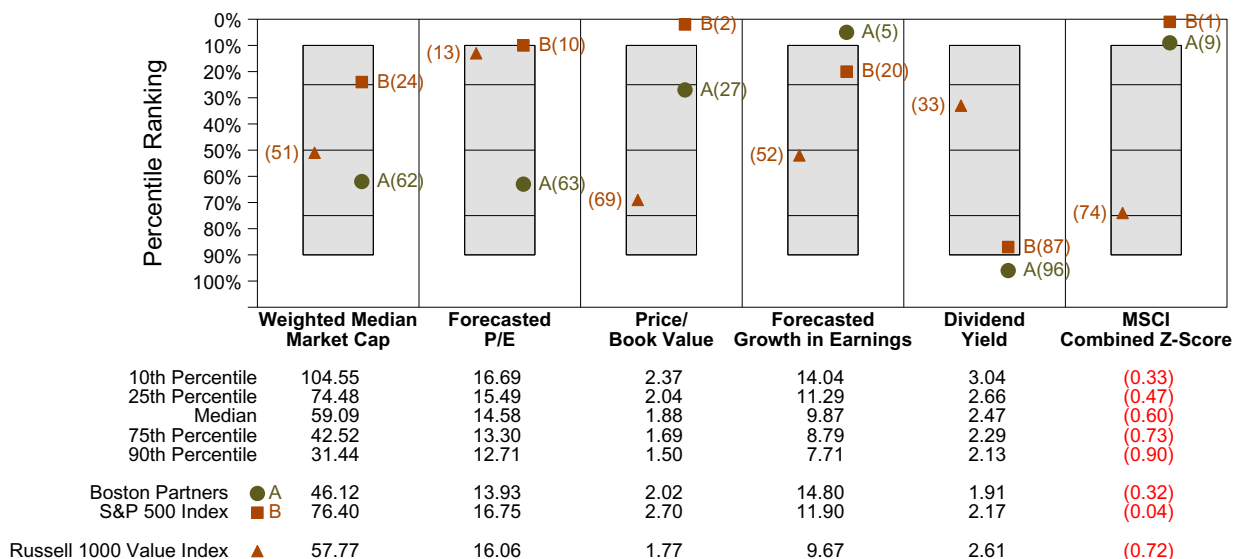 Percentile Ranking
0%
10%
20%
30%
40%
50%
60%
70%
80%
90%
100%
(51)
B(24)
A(62)
(13)
B(10)
A(63)
(69)
B(2)
A(27)
(52)
A(5)
B(20)
(33)
B(87)
A(96)
(74)
B(1)
A(9)
Weighted Median
Market Cap
Forecasted
P/E
Price/
Book Value
Forecasted
Growth in Earnings
Dividend
Yield
MSCI
Combined Z-Score
10th Percentile 104.55 16.69 2.37 14.04 3.04 (0.33)
25th Percentile 74.48 15.49 2.04 11.29 2.66 (0.47)
Median 59.09 14.58 1.88 9.87 2.47 (0.60)
75th Percentile 42.52 13.30 1.69 8.79 2.29 (0.73)
90th Percentile 31.44 12.71 1.50 7.71 2.13 (0.90)
Boston Partners A 46.12 13.93 2.02 14.80 1.91 (0.32)
S&P 500 Index B 76.40 16.75 2.70 11.90 2.17 (0.04)
Russell 1000 Value Index 57.77 16.06 1.77 9.67 2.61 (0.72)